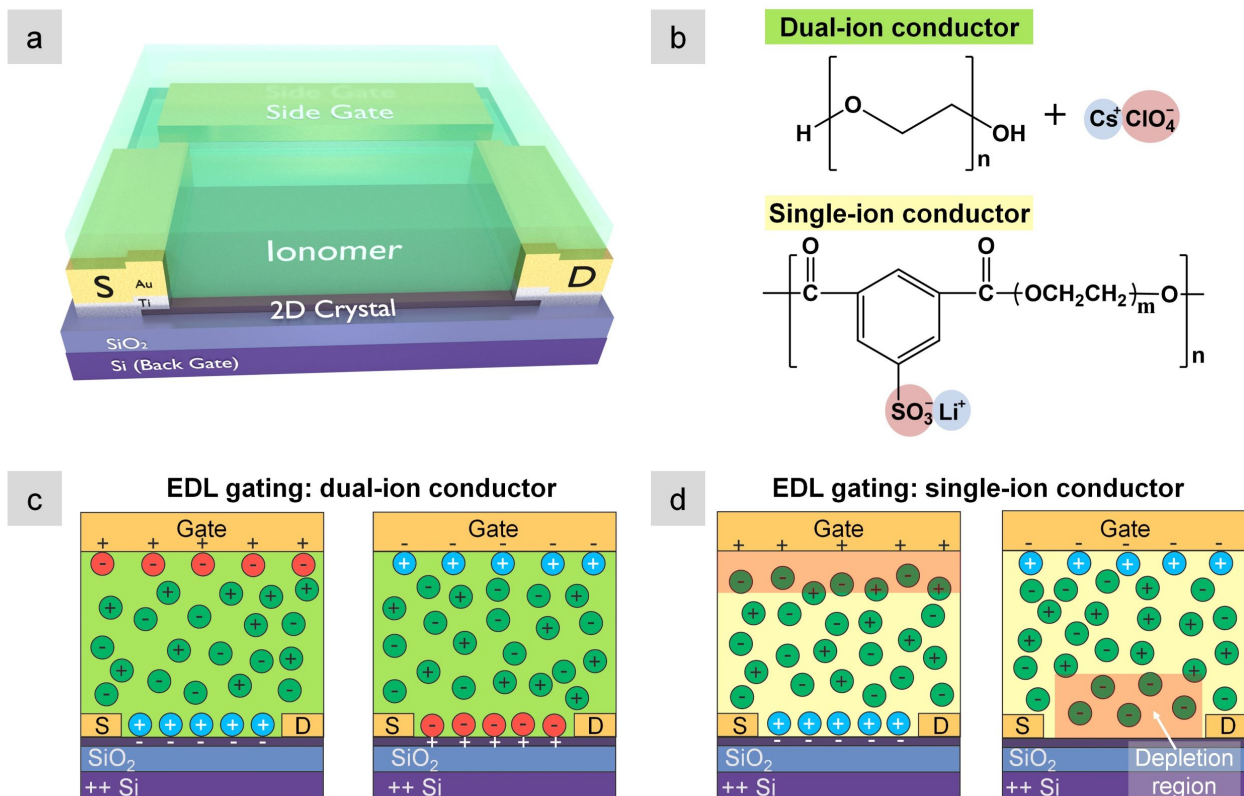 a
Side Gate
Side Gate
Ionomer
S
Au
Ti
D
2D Crystal
SiO₂
Si (Back Gate)
b
Dual-ion conductor
H
O
OH
n
+
Cs⁺ ClO₄⁻
Single-ion conductor
O
O
C
C
(OCH₂CH₂)m
O
n
SO₃⁻ Li⁺
c
EDL gating: dual-ion conductor
Gate
+ + + + +
- - - - -
+ + + - +
+ - + -
- + - - +
+ + -
- + - +
S
+ + + + +
D
- - - - -
SiO₂
++ Si
Gate
- - - - -
+ + + + +
- + + -
+ - - + -
- + -
+ - + -
- + - - +
S
- - - - -
D
+ + + + +
SiO₂
++ Si
d
EDL gating: single-ion conductor
Gate
+ + + + +
- - + - + - +
S
+ + + + +
D
- - - - -
SiO₂
++ Si
Gate
- - - - -
+ + + + +
S
- - - - - -
D
SiO₂
++ Si
Depletion
region